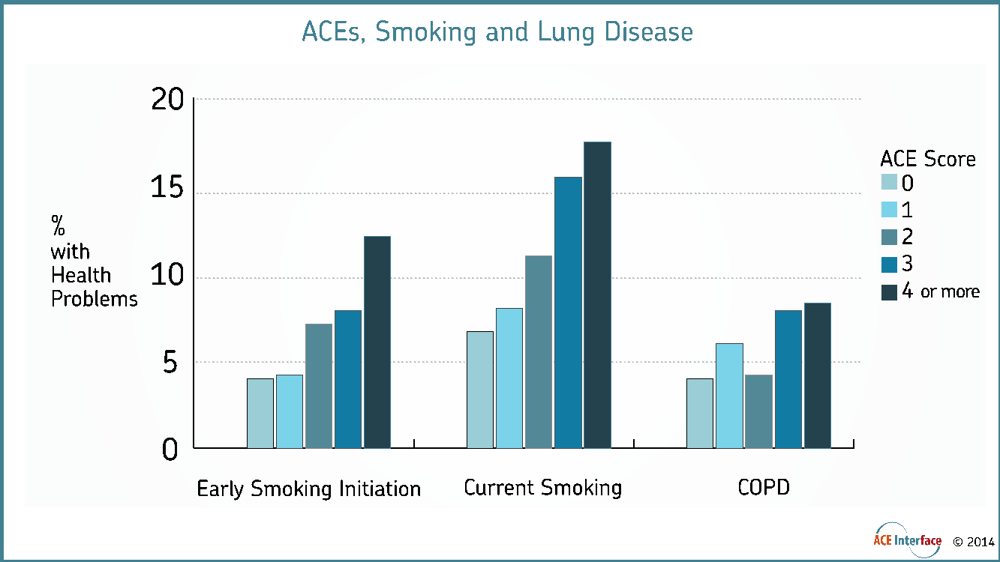 ACEs, Smoking and Lung Disease
20
15
10
5
0
%
with
Health
Problems
Early Smoking Initiation
Current Smoking
COPD
ACE Score
0
1
2
3
4 or more
ACE Interface © 2014